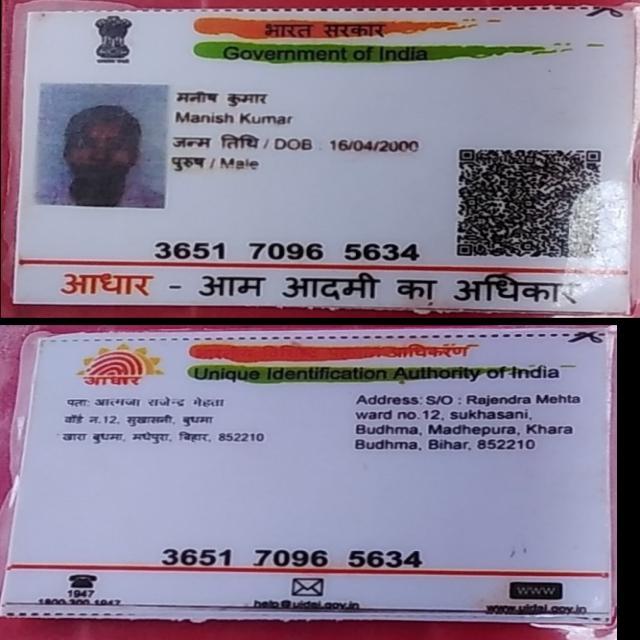 भारत सरकार
Government of India
मनीष कुमार
Manish Kumar
जन्म तिथि / DOB : 16/04/2000
पुरुष / Male
3651 7096 5634
आधार - आम आदमी का अधिकार
प्राधिकरण
Unique Identification Authority of India
आधार
पता: आत्मजा राजेन्द्र मेहता
वॉर्ड न.12, सुखासनी, बुधमा
खारा बुधमा, मधेपुरा, बिहार, 852210
Address: S/O : Rajendra Mehta
ward no.12, sukhasani,
Budhma, Madhepura, Khara
Budhma, Bihar, 852210
3651 7096 5634
1947
1800 300 1947
help@uidai.gov.in
www
www.uidai.gov.in